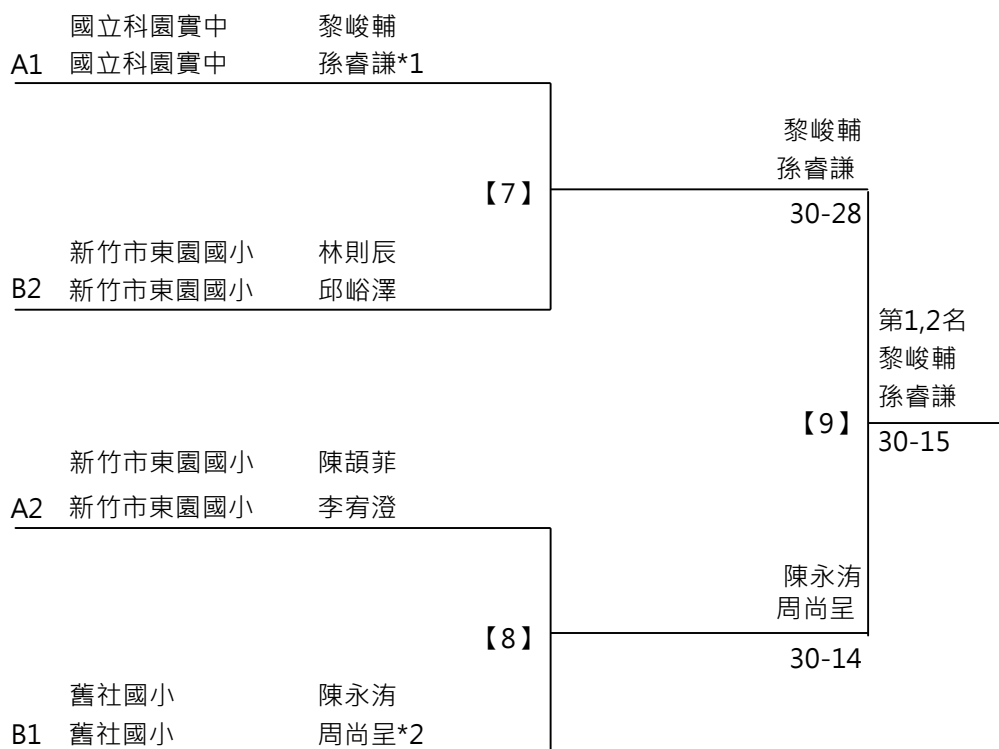 國立科園實中 黎峻輔
A1 國立科園實中 孫睿謙*1
黎峻輔
孫睿謙
【7】
30-28
新竹市東園國小 林則辰
B2 新竹市東園國小 邱峪澤
第1,2名
黎峻輔
孫睿謙
【9】
30-15
新竹市東園國小 陳頡菲
A2 新竹市東園國小 李宥澄
陳永洧
周尚呈
【8】
30-14
舊社國小 陳永洧
B1 舊社國小 周尚呈*2